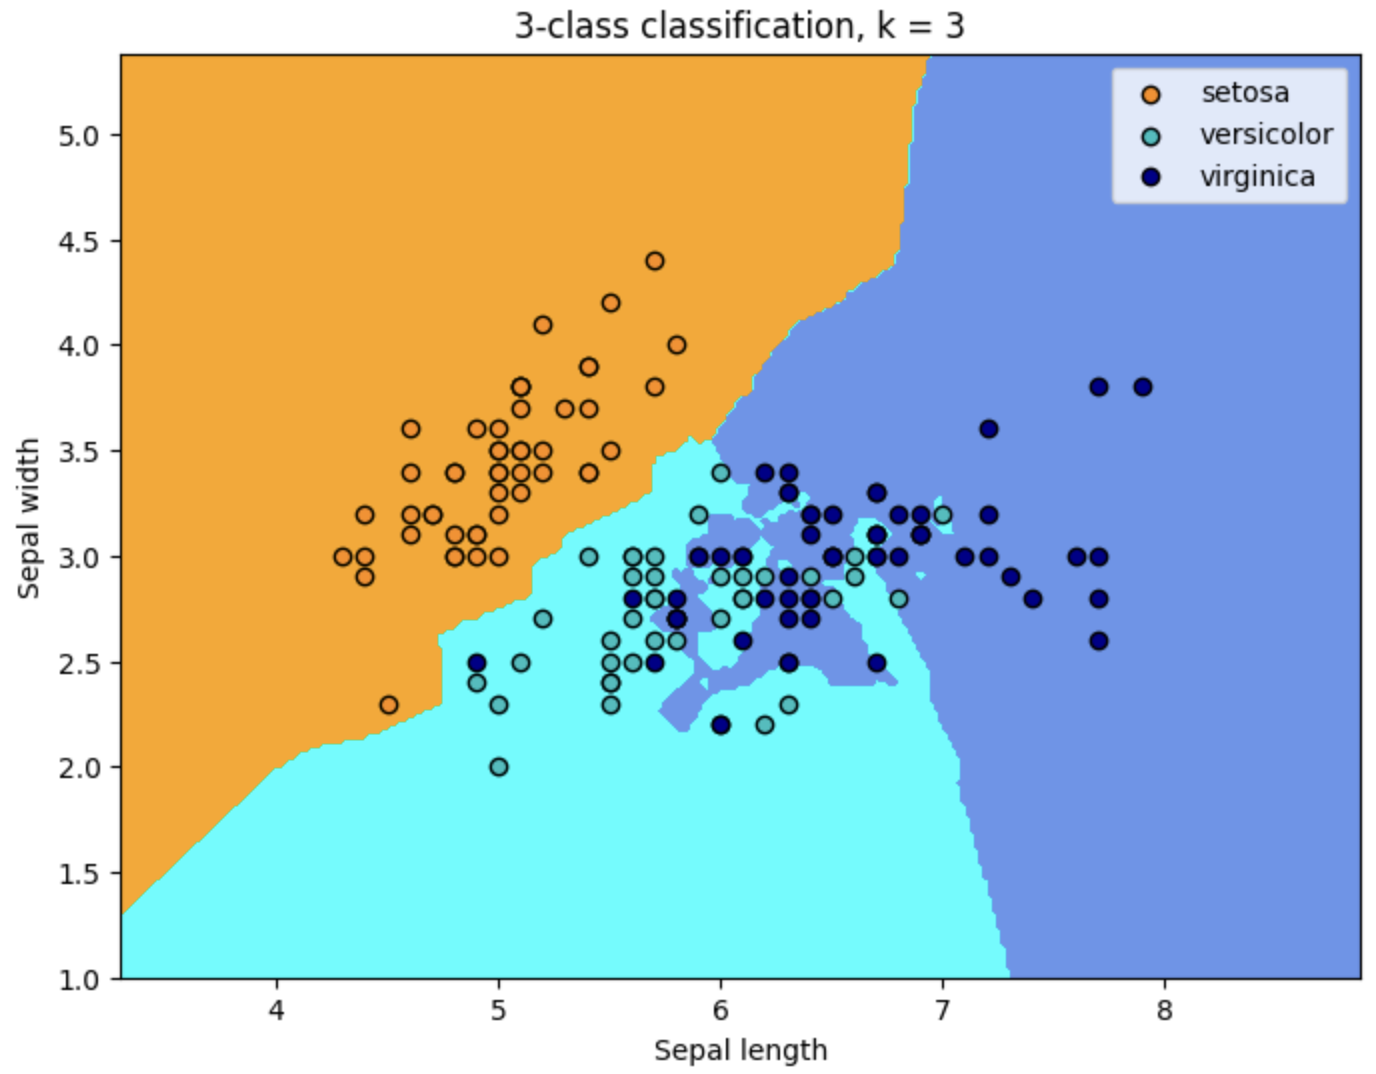 3-class classification, k = 3
setosa
versicolor
virginica
Sepal width
5.0
4.5
4.0
3.5
3.0
2.5
2.0
1.5
1.0
4 5 6 7 8
Sepal length